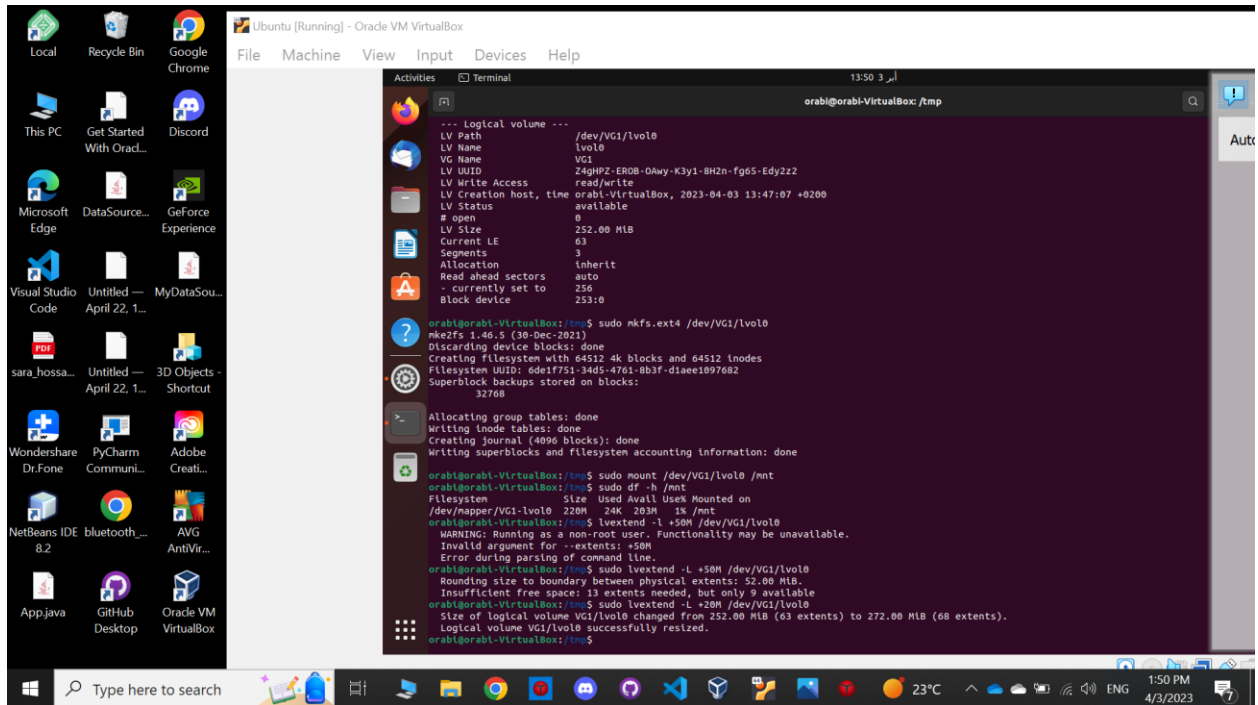 Ubuntu [Running] - Oracle VM VirtualBox
File Machine View Input Devices Help
Local
Recycle Bin
Google Chrome
This PC
Get Started With Oracl...
Discord
Microsoft Edge
DataSource...
GeForce Experience
Visual Studio Code
Untitled — April 22, 1...
MyDataSou...
sara_hossa...
Untitled — April 22, 1...
3D Objects - Shortcut
Wondershare Dr.Fone
PyCharm Communi...
Adobe Creati...
NetBeans IDE 8.2
bluetooth_...
AVG AntiVir...
App.java
GitHub Desktop
Oracle VM VirtualBox
Activities Terminal 13:50 3 أبر
orabi@orabi-VirtualBox: /tmp
Auto
--- Logical volume ---
LV Path /dev/VG1/lvol0
LV Name lvol0
VG Name VG1
LV UUID Z4gHPZ-EROB-OAwy-K3y1-8H2n-fg65-Edy2z2
LV Write Access read/write
LV Creation host, time orabi-VirtualBox, 2023-04-03 13:47:07 +0200
LV Status available
# open 0
LV Size 252.00 MiB
Current LE 63
Segments 3
Allocation inherit
Read ahead sectors auto
- currently set to 256
Block device 253:0
orabi@orabi-VirtualBox:/tmp$ sudo mkfs.ext4 /dev/VG1/lvol0
mke2fs 1.46.5 (30-Dec-2021)
Discarding device blocks: done
Creating filesystem with 64512 4k blocks and 64512 inodes
Filesystem UUID: 6de1f751-34d5-4761-8b3f-d1aee1097682
Superblock backups stored on blocks:
32768
Allocating group tables: done
Writing inode tables: done
Creating journal (4096 blocks): done
Writing superblocks and filesystem accounting information: done
orabi@orabi-VirtualBox:/tmp$ sudo mount /dev/VG1/lvol0 /mnt
orabi@orabi-VirtualBox:/tmp$ sudo df -h /mnt
Filesystem Size Used Avail Use% Mounted on
/dev/mapper/VG1-lvol0 220M 24K 203M 1% /mnt
orabi@orabi-VirtualBox:/tmp$ lvextend -l +50M /dev/VG1/lvol0
WARNING: Running as a non-root user. Functionality may be unavailable.
Invalid argument for --extents: +50M
Error during parsing of command line.
orabi@orabi-VirtualBox:/tmp$ sudo lvextend -L +50M /dev/VG1/lvol0
Rounding size to boundary between physical extents: 52.00 MiB.
Insufficient free space: 13 extents needed, but only 9 available
orabi@orabi-VirtualBox:/tmp$ sudo lvextend -L +20M /dev/VG1/lvol0
Size of logical volume VG1/lvol0 changed from 252.00 MiB (63 extents) to 272.00 MiB (68 extents).
Logical volume VG1/lvol0 successfully resized.
orabi@orabi-VirtualBox:/tmp$
Type here to search
23°C
ENG
1:50 PM
4/3/2023
7